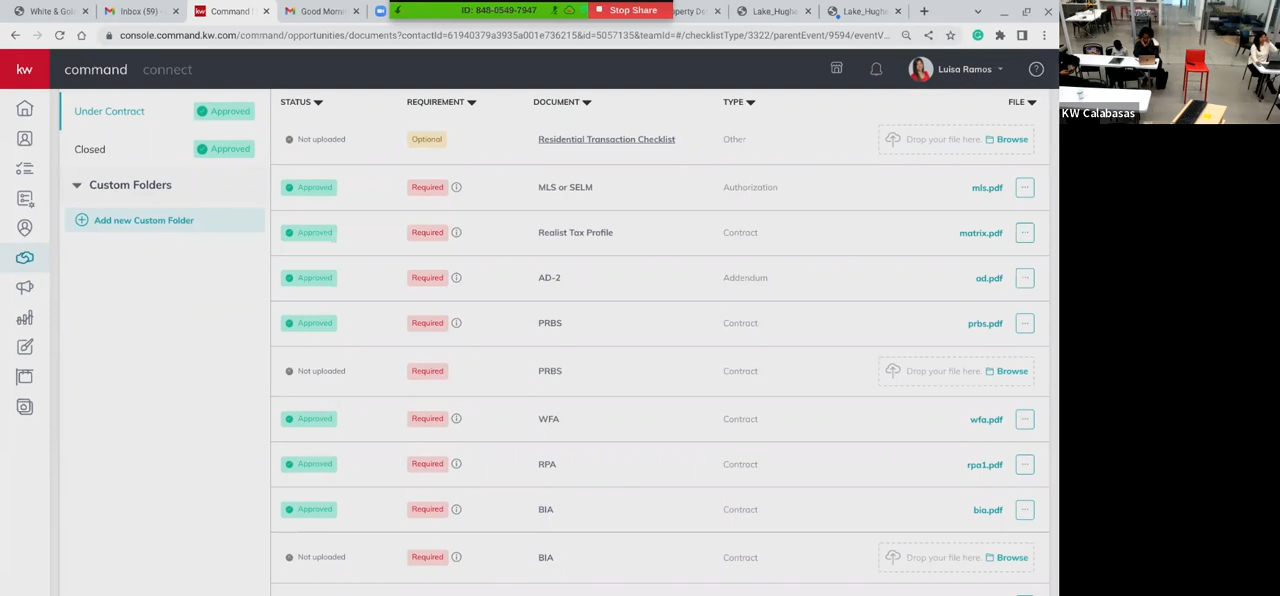 White & Gol
Inbox (59)
Command
Good Morni
ID: 848-0549-7947
Stop Share
operty De
Lake_Hughe
Lake_Hughe
console.command.kw.com/command/opportunities/documents?contactId=61940379a3935a001e736215&id=5057135&teamId=#/checklistType/3322/parentEvent/9594/eventV...
kw
command
connect
Luisa Ramos
Under Contract
Approved
Closed
Approved
Custom Folders
Add new Custom Folder
STATUS REQUIREMENT DOCUMENT TYPE FILE
Not uploaded Optional Residential Transaction Checklist Other Drop your file here. Browse
Approved Required MLS or SELM Authorization mls.pdf ...
Approved Required Realist Tax Profile Contract matrix.pdf ...
Approved Required AD-2 Addendum ad.pdf ...
Approved Required PRBS Contract prbs.pdf ...
Not uploaded Required PRBS Contract Drop your file here. Browse
Approved Required WFA Contract wfa.pdf ...
Approved Required RPA Contract rpa1.pdf ...
Approved Required BIA Contract bia.pdf ...
Not uploaded Required BIA Contract Drop your file here. Browse
KW Calabasas